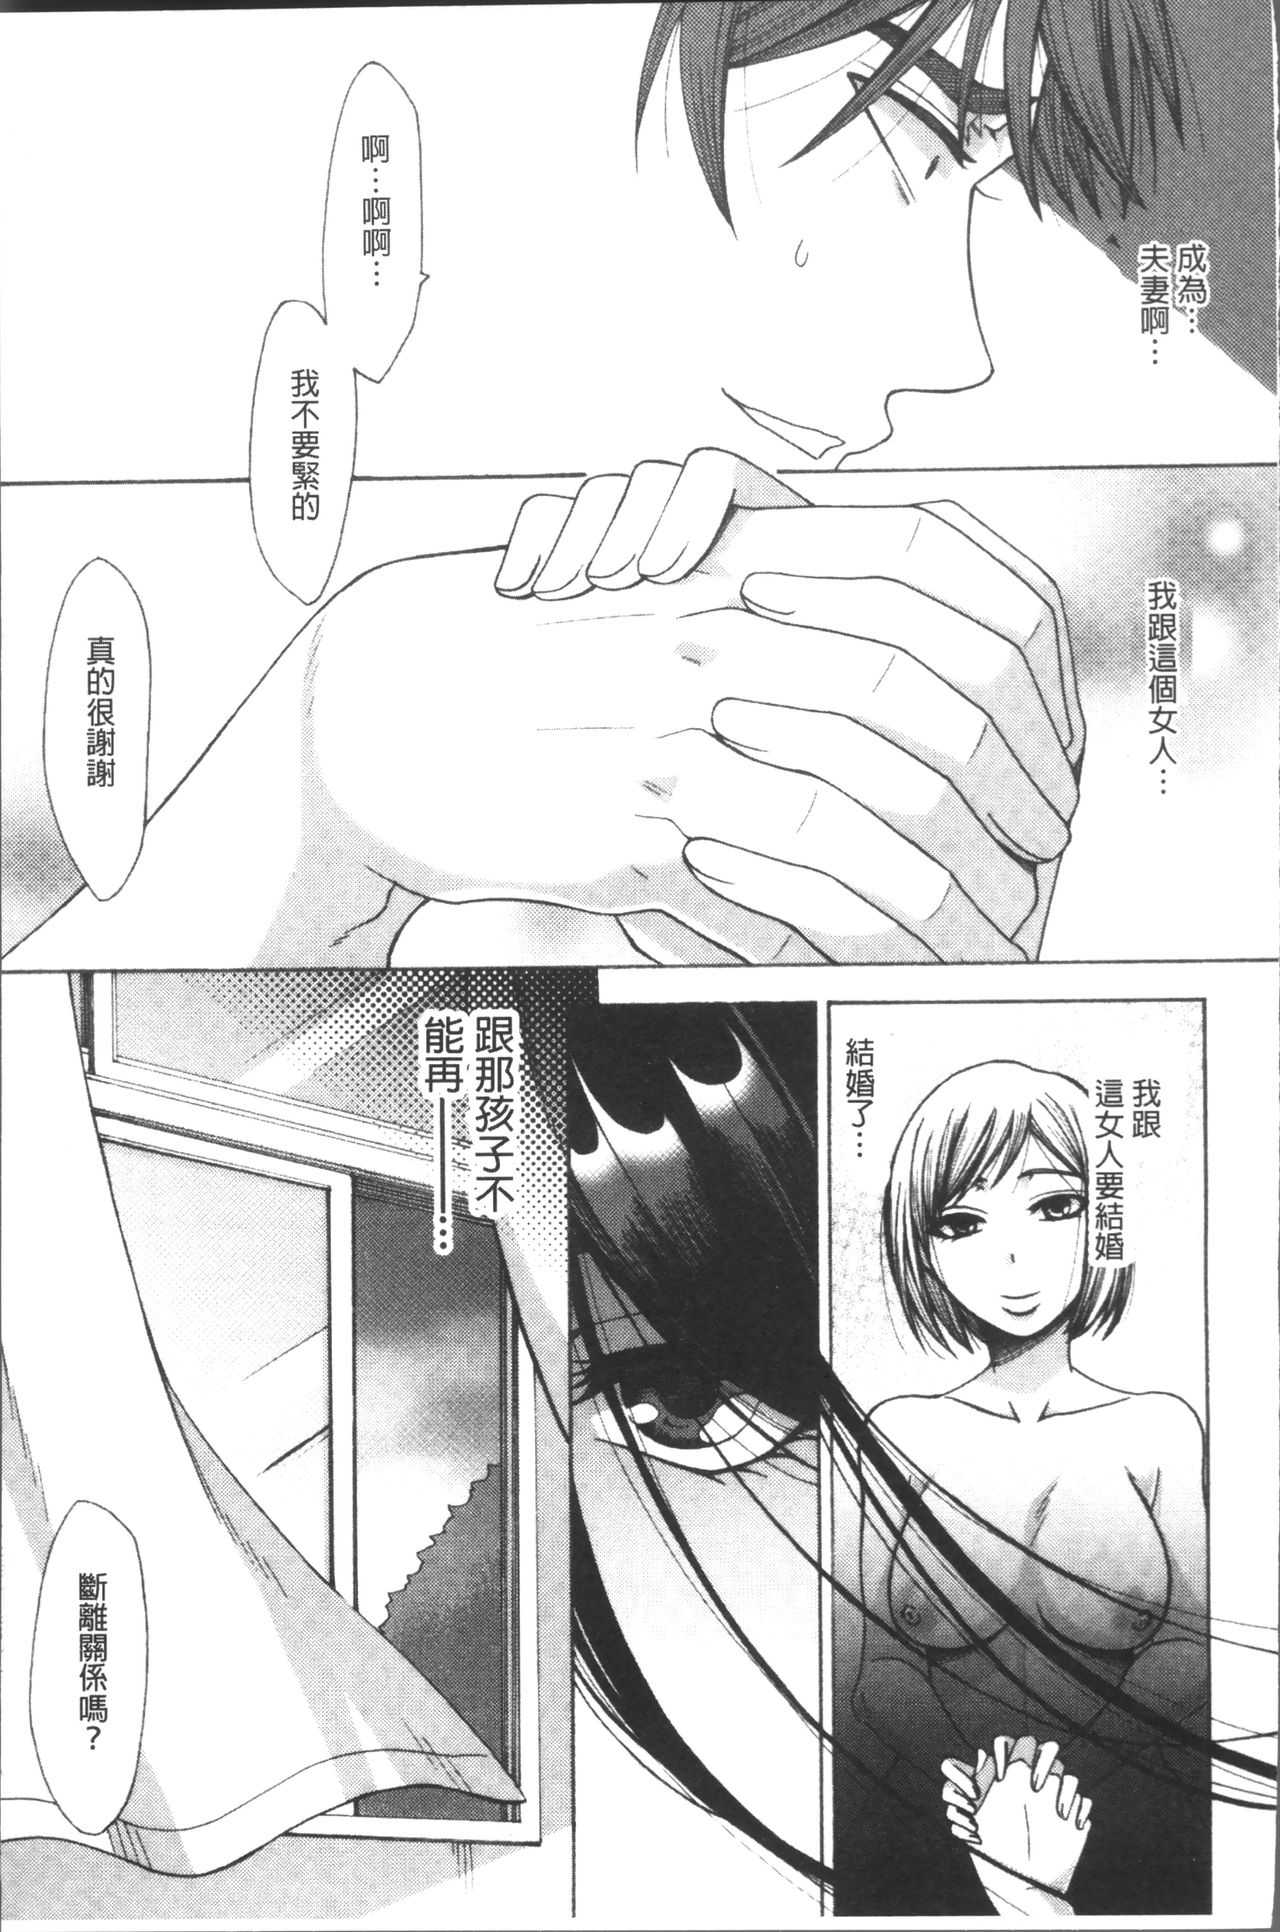 成為…
夫妻啊…
啊…啊啊…
我不要緊的
我跟這個女人…
真的很謝謝
我跟
這女人要結婚
結婚了…
跟那孩子不
能再——…
斷離關係嗎？